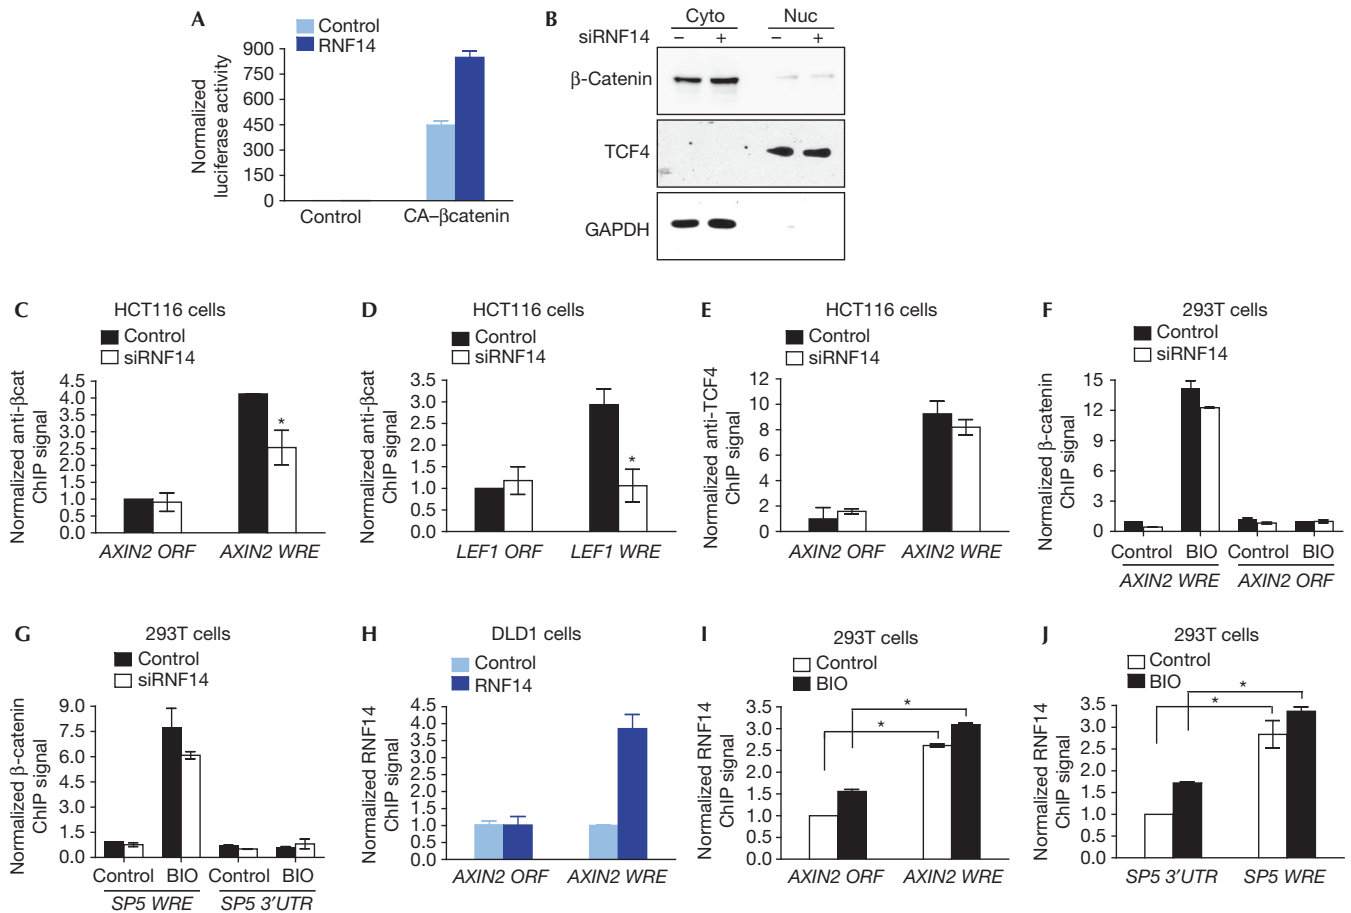 A
Control
RNF14
Normalized
luciferase activity
900
750
600
450
300
150
0
Control
CA–βcatenin
B
Cyto
Nuc
siRNF14
–
+
–
+
β-Catenin
TCF4
GAPDH
C
HCT116 cells
Control
siRNF14
Normalized anti-βcat
ChIP signal
4.5
4.0
3.5
3.0
2.5
2.0
1.5
1.0
0.5
0.0
*
AXIN2 ORF
AXIN2 WRE
D
HCT116 cells
Control
siRNF14
Normalized anti-βcat
ChIP signal
3.5
3.0
2.5
2.0
1.5
1.0
0.5
0.0
*
LEF1 ORF
LEF1 WRE
E
HCT116 cells
Control
siRNF14
Normalized anti-TCF4
ChIP signal
12
10
8
6
4
2
0
AXIN2 ORF
AXIN2 WRE
F
293T cells
Control
siRNF14
Normalized β-catenin
ChIP signal
15
12
9
6
3
0
Control
BIO
Control
BIO
AXIN2 WRE
AXIN2 ORF
G
293T cells
Control
siRNF14
Normalized β-catenin
ChIP signal
9.0
7.5
6.0
4.5
3.0
1.5
0.0
Control
BIO
Control
BIO
SP5 WRE
SP5 3′UTR
H
DLD1 cells
Control
RNF14
Normalized RNF14
ChIP signal
4.5
4.0
3.5
3.0
2.5
2.0
1.5
1.0
0.5
0.0
AXIN2 ORF
AXIN2 WRE
I
293T cells
Control
BIO
Normalized RNF14
ChIP signal
3.5
3.0
2.5
2.0
1.5
1.0
0.5
0.0
*
*
AXIN2 ORF
AXIN2 WRE
J
293T cells
Control
BIO
Normalized RNF14
ChIP signal
3.5
3.0
2.5
2.0
1.5
1.0
0.5
0.0
*
*
SP5 3′UTR
SP5 WRE